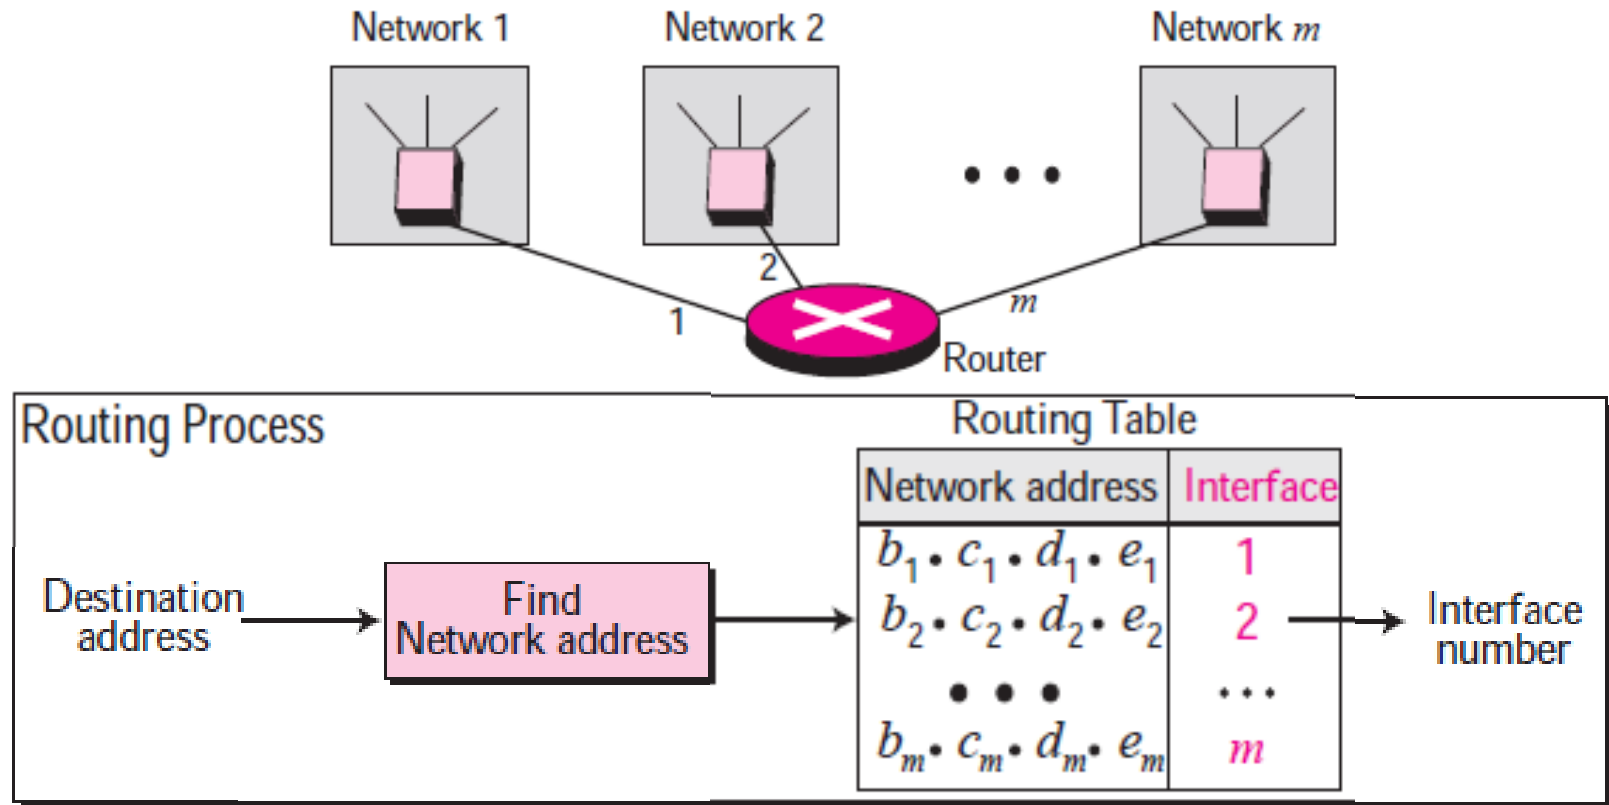 Network 1
Network 2
Network m
1
2
m
Router
Routing Process
Routing Table
Network address Interface
b1. c1. d1. e1 1
b2. c2. d2. e2 2
• • • ...
bm. cm. dm. em m
Destination
address
Find
Network address
Interface
number